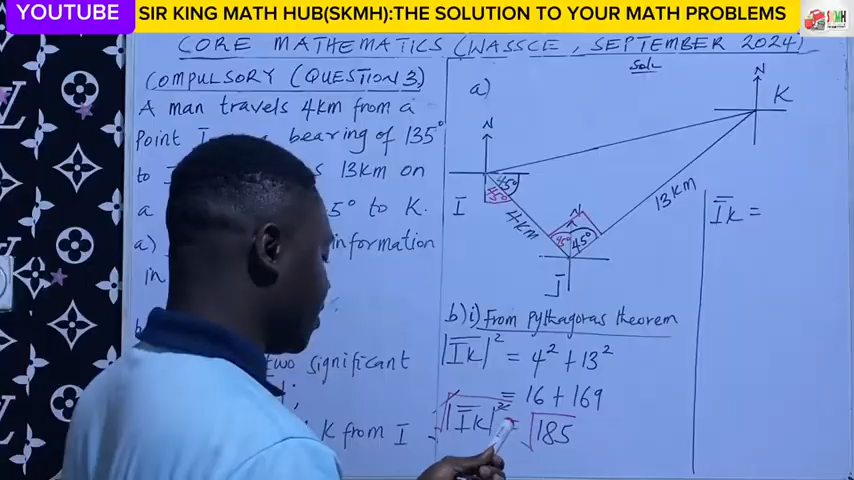 YOUTUBE
SIR KING MATH HUB(SKMH):THE SOLUTION TO YOUR MATH PROBLEMS
SKMH
CORE MATHEMATICS (WASSCE, SEPTEMBER 2024)
COMPULSORY (QUESTION 3)
A man travels 4km from a
Point I bearing of 135°
to 13km on
a 5° to K.
a) information
in
two significant
K from I
Soln
a)
N
K
N
45°
45°
I
4km
N
45°
45°
J
13km
b)i) From pythagoras theorem
|IK|² = 4² + 13²
= 16 + 169
√|IK|² = √185
IK =